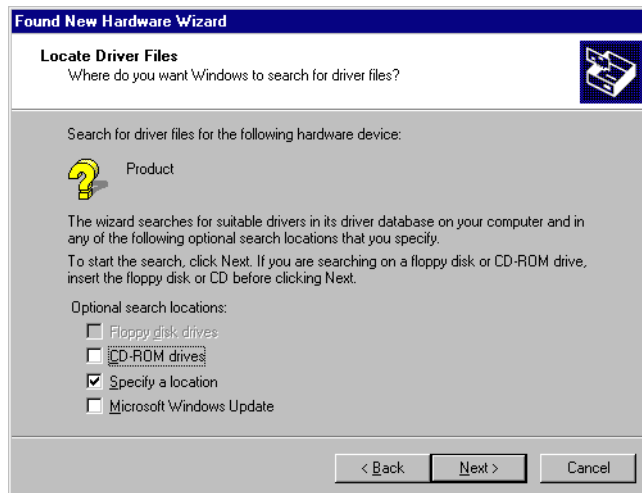 Found New Hardware Wizard
Locate Driver Files
Where do you want Windows to search for driver files?
Search for driver files for the following hardware device:
Product
The wizard searches for suitable drivers in its driver database on your computer and in
any of the following optional search locations that you specify.
To start the search, click Next. If you are searching on a floppy disk or CD-ROM drive,
insert the floppy disk or CD before clicking Next.
Optional search locations:
Floppy disk drives
CD-ROM drives
Specify a location
Microsoft Windows Update
< Back Next > Cancel